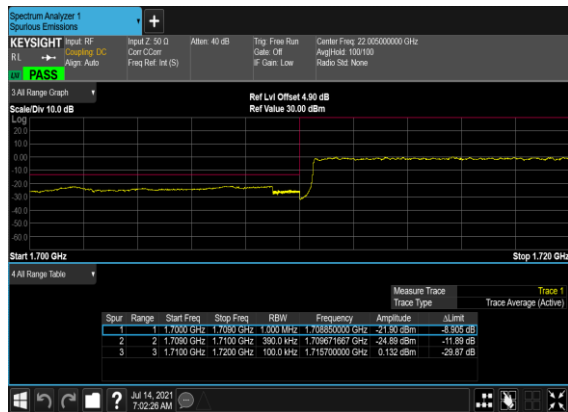 Spectrum Analyzer 1
Spurious Emissions
+
KEYSIGHT Input: RF Input Z: 50 Ω Atten: 40 dB Trig: Free Run Center Freq: 22.005000000 GHz
RL Coupling: DC Corr CCorr Gate: Off Avg|Hold: 100/100
Align: Auto Freq Ref: Int (S) IF Gain: Low Radio Std: None
LW PASS
3 All Range Graph
Ref Lvl Offset 4.90 dB
Scale/Div 10.0 dB Ref Value 30.00 dBm
Log
20.0
10.0
0.00
-10.0
-20.0
-30.0
-40.0
-50.0
-60.0
Start 1.700 GHz Stop 1.720 GHz
4 All Range Table
Measure Trace Trace 1
Trace Type Trace Average (Active)
Spur Range Start Freq Stop Freq RBW Frequency Amplitude ΔLimit
1 1 1.7000 GHz 1.7090 GHz 1.000 MHz 1.708850000 GHz -21.90 dBm -8.905 dB
2 2 1.7090 GHz 1.7100 GHz 390.0 kHz 1.709671667 GHz -24.89 dBm -11.89 dB
3 3 1.7100 GHz 1.7200 GHz 100.0 kHz 1.715700000 GHz 0.132 dBm -29.87 dB
? Jul 14, 2021
7:02:26 AM